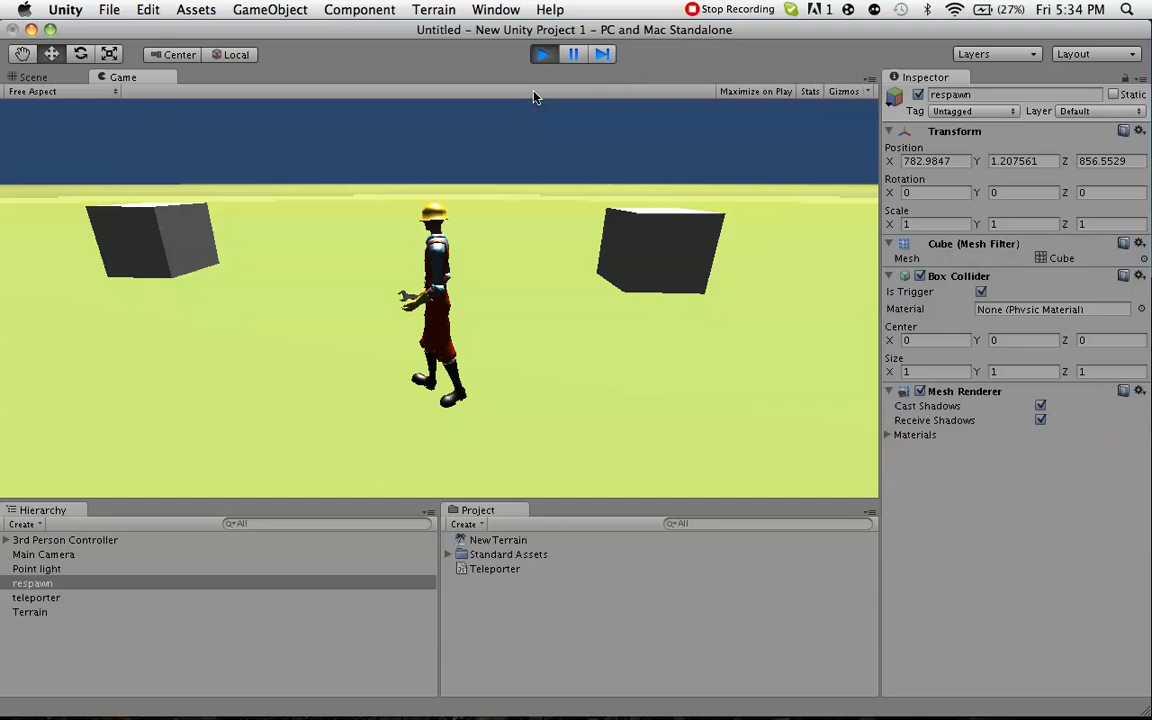 Unity File Edit Assets GameObject Component Terrain Window Help Stop Recording 1 (27%) Fri 5:34 PM
Untitled – New Unity Project 1 – PC and Mac Standalone
Center Local Layers Layout
Scene Game Inspector
Free Aspect Maximize on Play Stats Gizmos
respawn Static
Tag Untagged Layer Default
Transform
Position
X 782.9847 Y 1.207561 Z 856.5529
Rotation
X 0 Y 0 Z 0
Scale
X 1 Y 1 Z 1
Cube (Mesh Filter)
Mesh Cube
Box Collider
Is Trigger
Material None (Physic Material)
Center
X 0 Y 0 Z 0
Size
X 1 Y 1 Z 1
Mesh Renderer
Cast Shadows
Receive Shadows
Materials
Hierarchy
Create All
3rd Person Controller
Main Camera
Point light
respawn
teleporter
Terrain
Project
Create All
New Terrain
Standard Assets
Teleporter